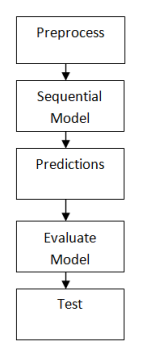 Preprocess
Sequential
Model
Predictions
Evaluate
Model
Test